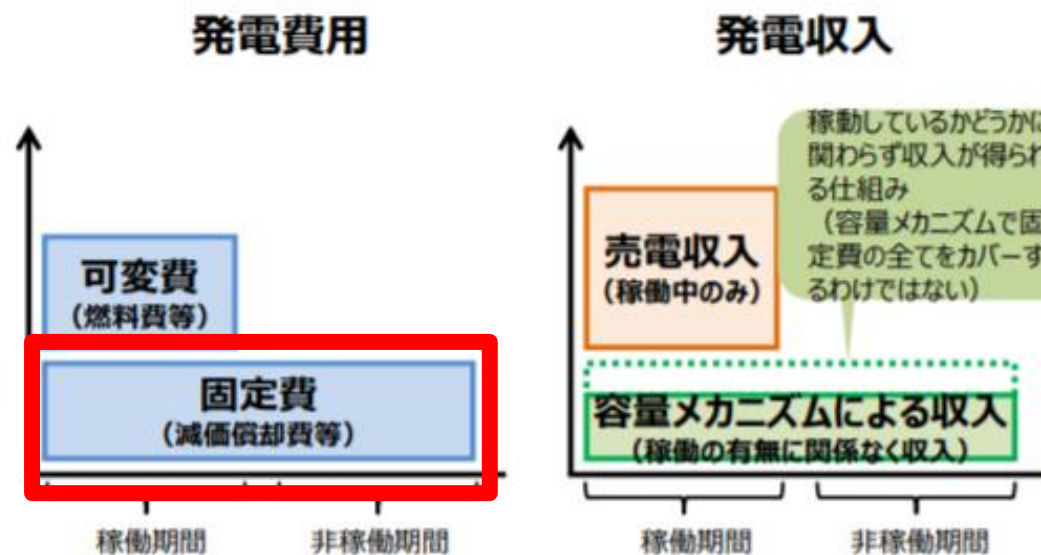 発電費用
可変費
（燃料費等）
固定費
（減価償却費等）
稼働期間
非稼働期間
発電収入
稼動しているかどうかに
関わらず収入が得られ
る仕組み
（容量メカニズムで固
定費の全てをカバーす
るわけではない）
売電収入
（稼働中のみ）
容量メカニズムによる収入
（稼働の有無に関係なく収入）
稼働期間
非稼働期間